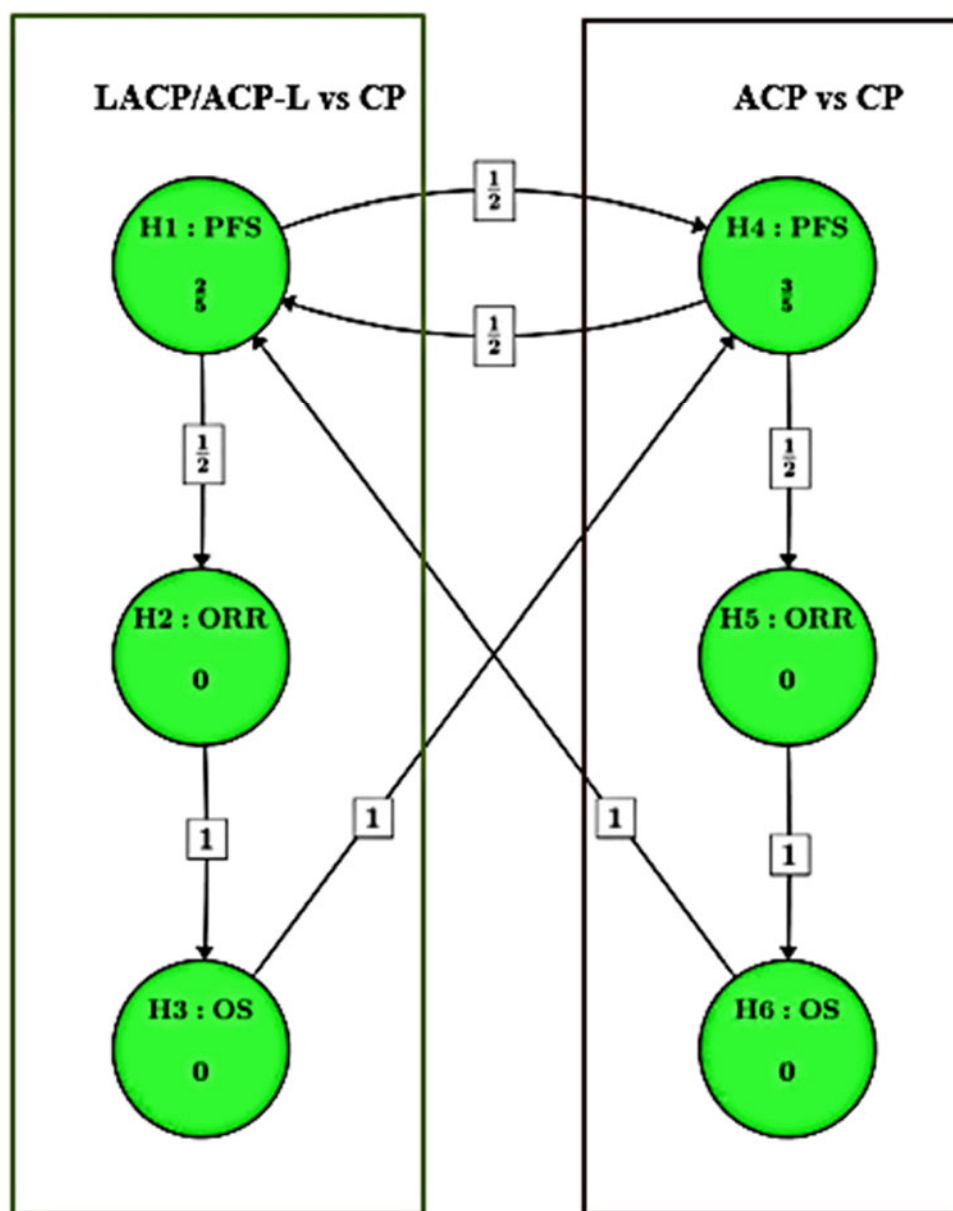 LACP/ACP-L vs CP
ACP vs CP
1/2
H1 : PFS
2/5
H4 : PFS
3/5
1/2
1/2
1/2
H2 : ORR
0
H5 : ORR
0
1
1
1
1
H3 : OS
0
H6 : OS
0